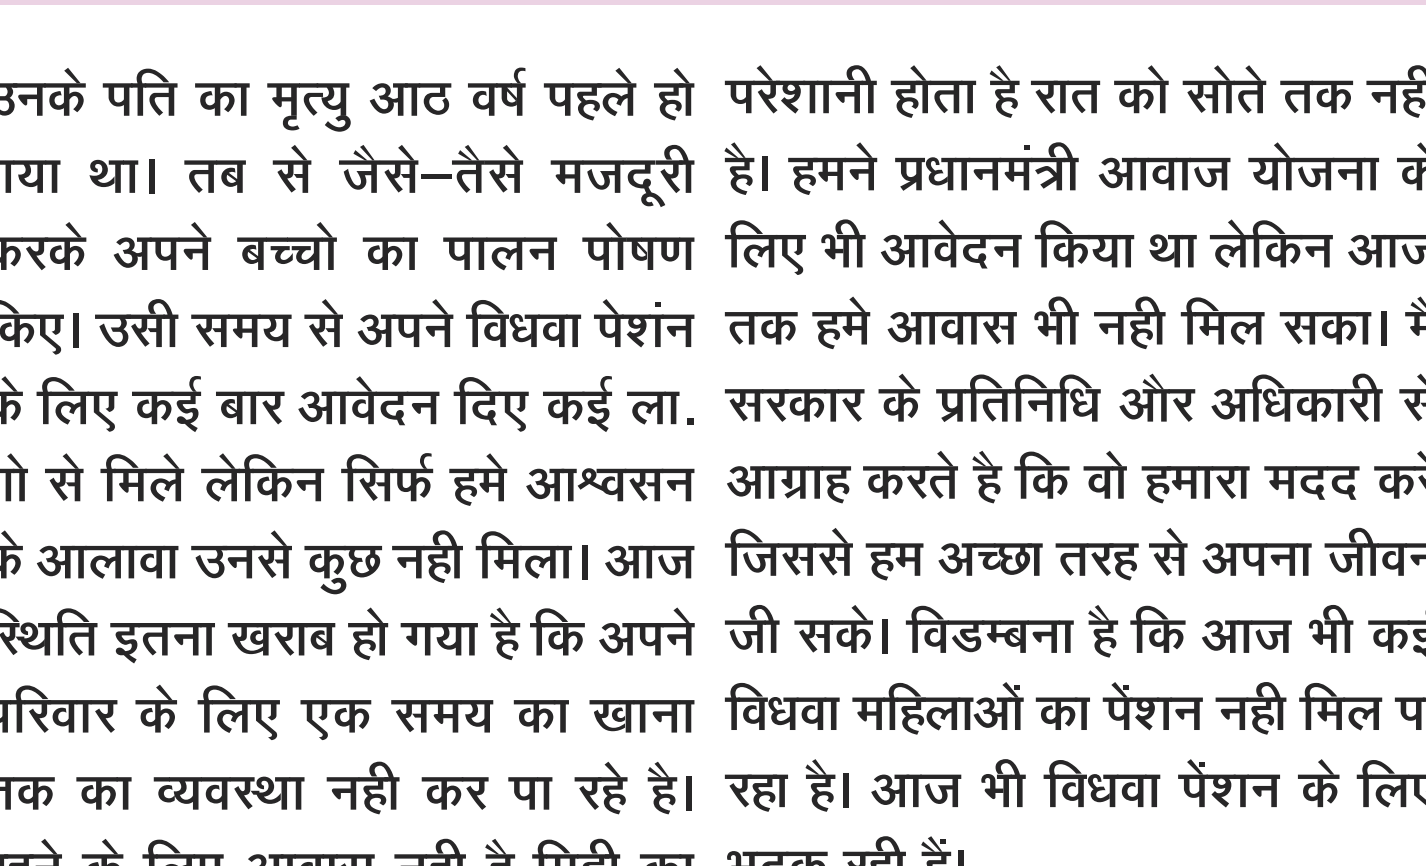 उनके पति का मृत्यु आठ वर्ष पहले हो
गया था। तब से जैसे–तैसे मजदूरी
करके अपने बच्चो का पालन पोषण
किए। उसी समय से अपने विधवा पेशंन
के लिए कई बार आवेदन दिए कई ला.
गो से मिले लेकिन सिर्फ हमे आश्वसन
के आलावा उनसे कुछ नही मिला। आज
स्थिति इतना खराब हो गया है कि अपने
परिवार के लिए एक समय का खाना
तक का व्यवस्था नही कर पा रहे है।
के लिए आवास नही है मिट्टी का
परेशानी होता है रात को सोते तक नही
है। हमने प्रधानमंत्री आवाज योजना के
लिए भी आवेदन किया था लेकिन आज
तक हमे आवास भी नही मिल सका। मै
सरकार के प्रतिनिधि और अधिकारी से
आग्राह करते है कि वो हमारा मदद करे
जिससे हम अच्छा तरह से अपना जीवन
जी सके। विडम्बना है कि आज भी कई
विधवा महिलाओं का पेंशन नही मिल पा
रहा है। आज भी विधवा पेंशन के लिए
भटक रही हैं।